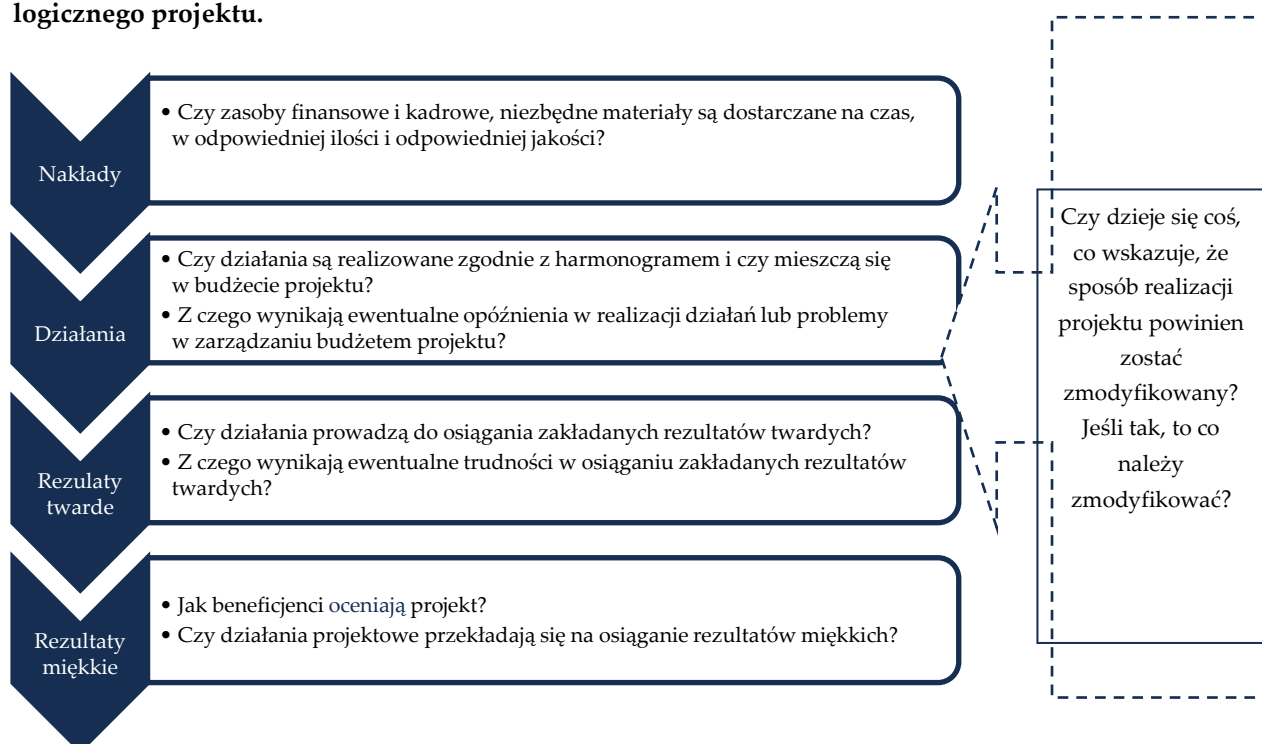 logicznego projektu.
Nakłady
• Czy zasoby finansowe i kadrowe, niezbędne materiały są dostarczane na czas,
w odpowiedniej ilości i odpowiedniej jakości?
Działania
• Czy działania są realizowane zgodnie z harmonogramem i czy mieszczą się
w budżecie projektu?
• Z czego wynikają ewentualne opóźnienia w realizacji działań lub problemy
w zarządzaniu budżetem projektu?
Rezulaty
twarde
• Czy działania prowadzą do osiągania zakładanych rezultatów twardych?
• Z czego wynikają ewentualne trudności w osiąganiu zakładanych rezultatów
twardych?
Rezultaty
miękkie
• Jak beneficjenci oceniają projekt?
• Czy działania projektowe przekładają się na osiąganie rezultatów miękkich?
Czy dzieje się coś,
co wskazuje, że
sposób realizacji
projektu powinien
zostać
zmodyfikowany?
Jeśli tak, to co
należy
zmodyfikować?